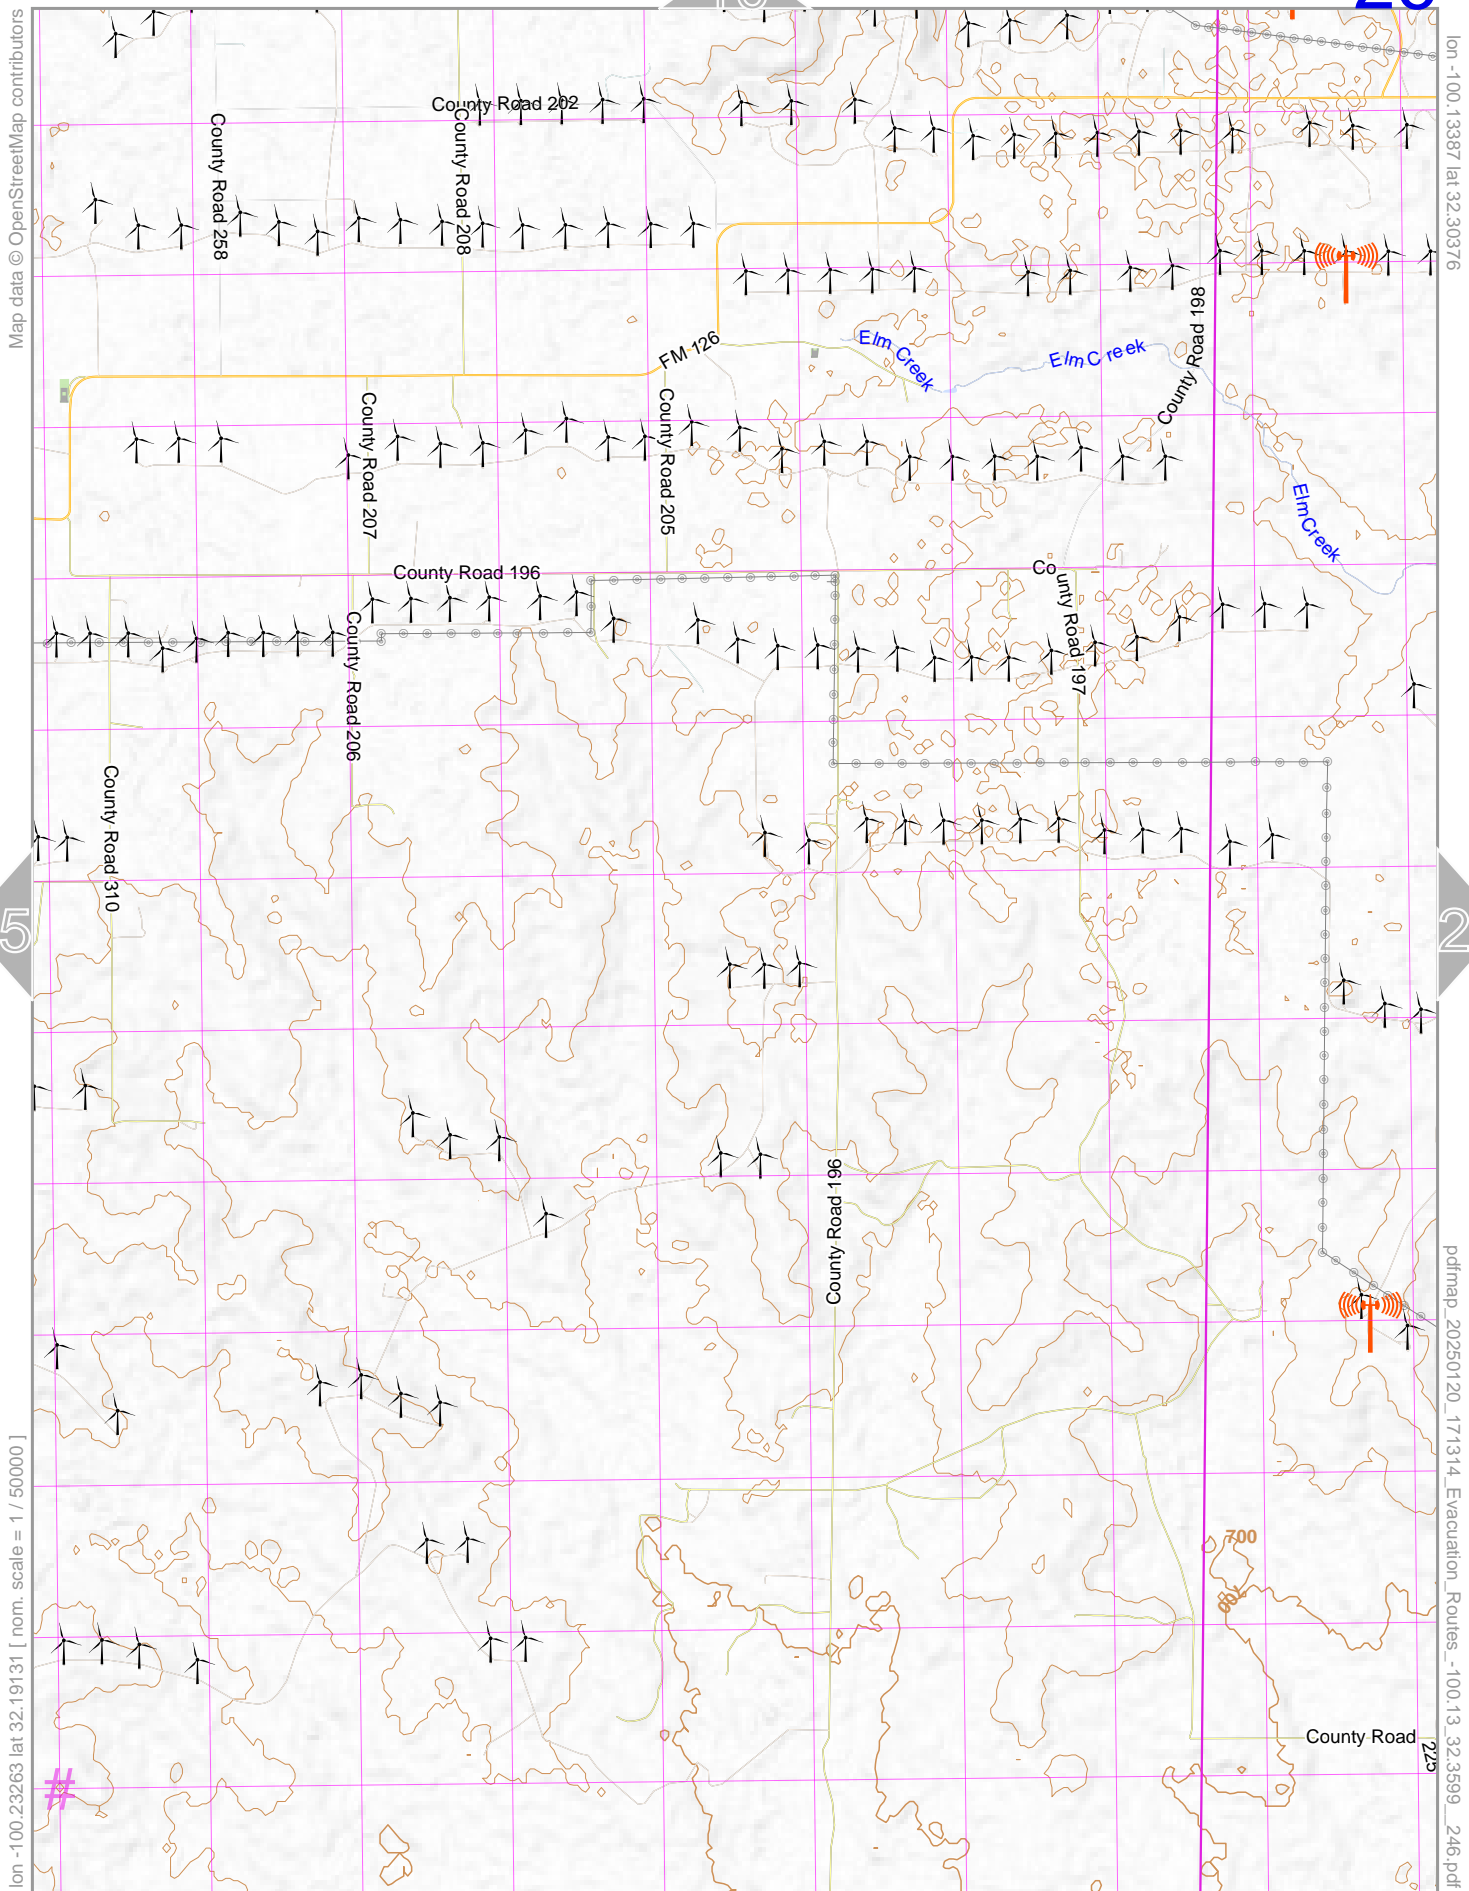 Map data © OpenStreetMap contributors
lon -100.13387 lat 32.30376
County Road 202
County Road 258
County Road 208
County Road 198
FM 126
Elm Creek
Elm Creek
Elm Creek
County Road 207
County Road 205
County Road 196
County Road 197
County Road 206
County Road 310
5
2
County Road 196
700
700
County Road 225
#
lon -100.23263 lat 32.19131 [ nom. scale = 1 / 50000 ]
pdfmap_20250120_171314_Evacuation_Routes_-100.13_32.3599__246.pdf